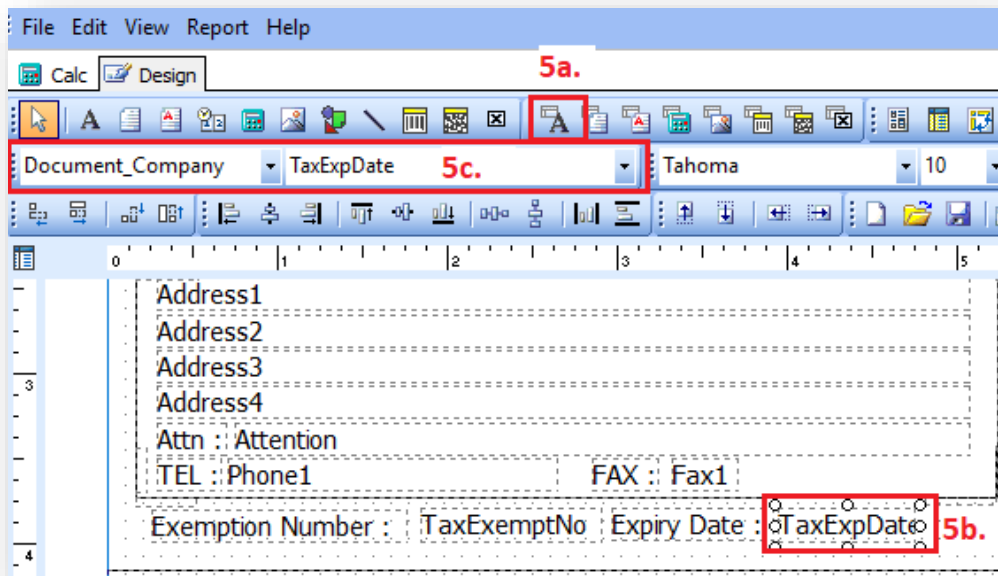 File Edit View Report Help
5a.
Calc Design
Document_Company TaxExpDate 5c. Tahoma 10
0 1 2 3 4 5
Address1
Address2
3
Address3
Address4
Attn : Attention
TEL : Phone1 FAX : Fax1
Exemption Number : TaxExemptNo Expiry Date : TaxExpDate 5b.
4